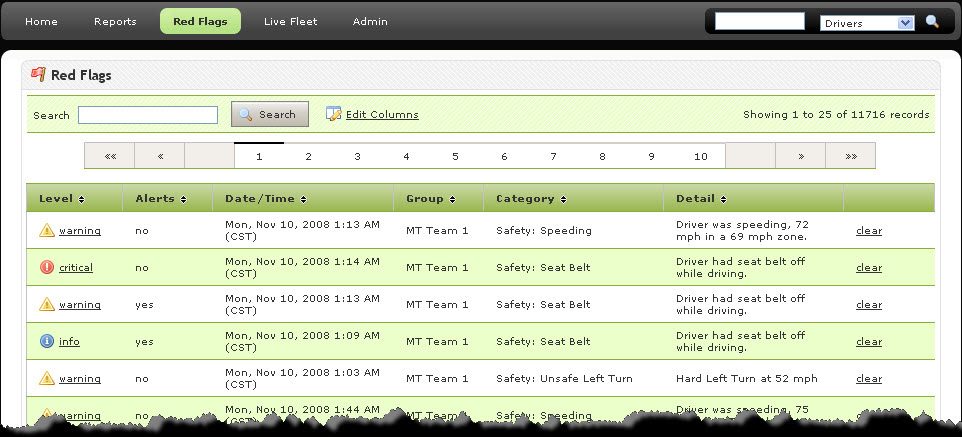 Home Reports Red Flags Live Fleet Admin Drivers
Red Flags
Search Search Edit Columns Showing 1 to 25 of 11716 records
«« « 1 2 3 4 5 6 7 8 9 10 » »»
Level Alerts Date/Time Group Category Detail
warning no Mon, Nov 10, 2008 1:13 AM MT Team 1 Safety: Speeding Driver was speeding, 72 clear
(CST) mph in a 69 mph zone.
critical no Mon, Nov 10, 2008 1:14 AM MT Team 1 Safety: Seat Belt Driver had seat belt off clear
(CST) while driving.
warning yes Mon, Nov 10, 2008 1:13 AM MT Team 1 Safety: Seat Belt Driver had seat belt off clear
(CST) while driving.
info yes Mon, Nov 10, 2008 1:09 AM MT Team 1 Safety: Seat Belt Driver had seat belt off clear
(CST) while driving.
warning no Mon, Nov 10, 2008 1:03 AM MT Team 1 Safety: Unsafe Left Turn Hard Left Turn at 52 mph clear
(CST)
warning no Mon, Nov 10, 2008 1:44 AM MT Team 1 Safety: Speeding Driver was speeding, 75